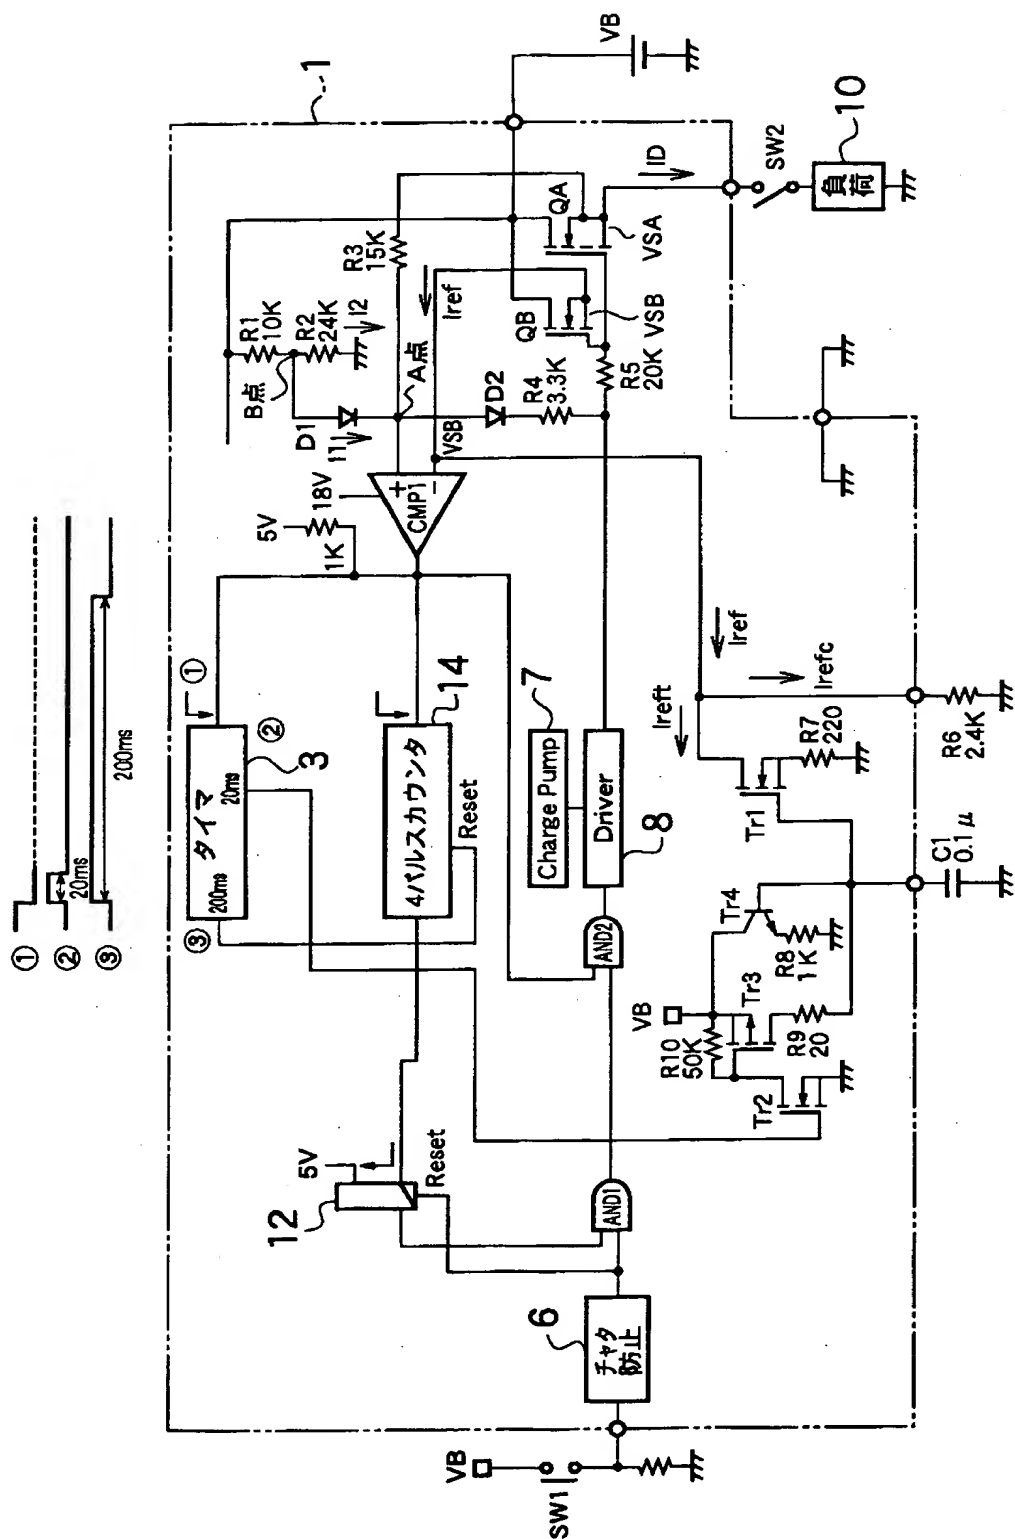 ①
②
③
20ms
200ms
1
VB
①
②
③
タイマ
20ms
200ms
3
4パルスカウンタ
14
Reset
12
5V
Reset
5V
1K
18V
CMP1
+
-
R1
10K
R2
24K
I2
B点
D1
I1
A点
R3
15K
Iref
VSB
D2
R4
3.3K
R5
20K
QB
VSB
QA
VSA
ID
SW2
負荷
10
Charge Pump
7
Driver
8
AND2
AND1
チャタ
防止
6
VB
SW1
VB
R10
50K
Tr2
Tr3
R9
20
Tr4
R8
1K
Tr1
R7
220
Ireft
Iref
Irefc
R6
2.4K
C1
0.1μ